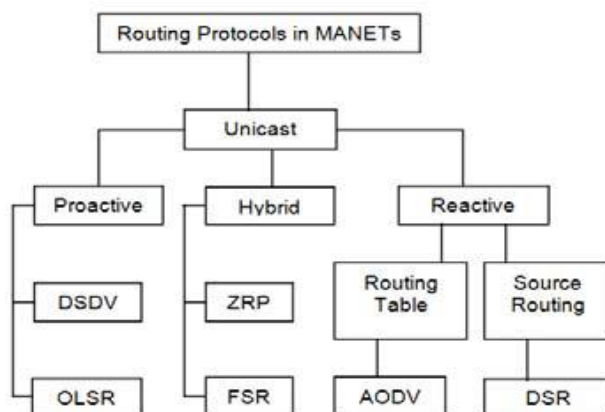 Routing Protocols in MANETs
Unicast
Proactive
Hybrid
Reactive
DSDV
ZRP
Routing
Table
Source
Routing
OLSR
FSR
AODV
DSR